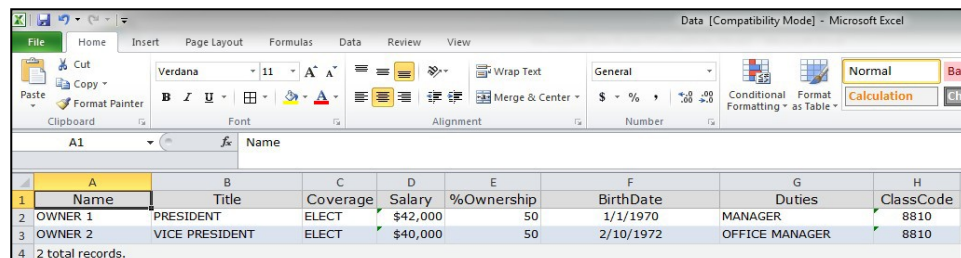 Data [Compatibility Mode] - Microsoft Excel
File Home Insert Page Layout Formulas Data Review View
Paste
Cut
Copy
Format Painter
Clipboard
Verdana 11 A A
B I U A
Font
Wrap Text
Merge & Center
Alignment
General
$ % , .0 .00 .00 .0
Number
Conditional Formatting
Format as Table
Normal
Calculation
A1 fx Name
A B C D E F G H
1 Name Title Coverage Salary %Ownership BirthDate Duties ClassCode
2 OWNER 1 PRESIDENT ELECT $42,000 50 1/1/1970 MANAGER 8810
3 OWNER 2 VICE PRESIDENT ELECT $40,000 50 2/10/1972 OFFICE MANAGER 8810
4 2 total records.